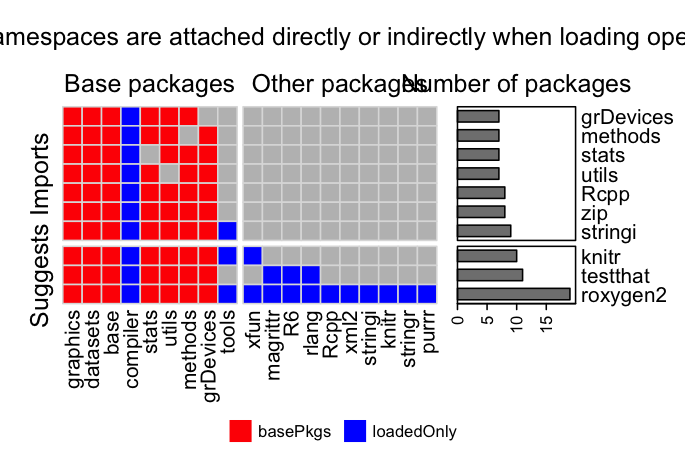 amespaces are attached directly or indirectly when loading ope
Base packages
Other packages
Number of packages
Imports
Suggests
grDevices
methods
stats
utils
Rcpp
zip
stringi
knitr
testthat
roxygen2
graphics
datasets
base
compiler
stats
utils
methods
grDevices
tools
xfun
magrittr
R6
rlang
Rcpp
xml2
stringi
knitr
stringr
purrr
0
5
10
15
basePkgs
loadedOnly